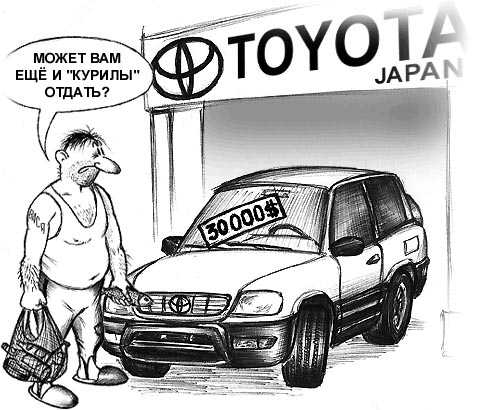 МОЖЕТ ВАМ
ЕЩЁ И "КУРИЛЫ"
ОТДАТЬ?
TOYOTA
JAPAN
30000$